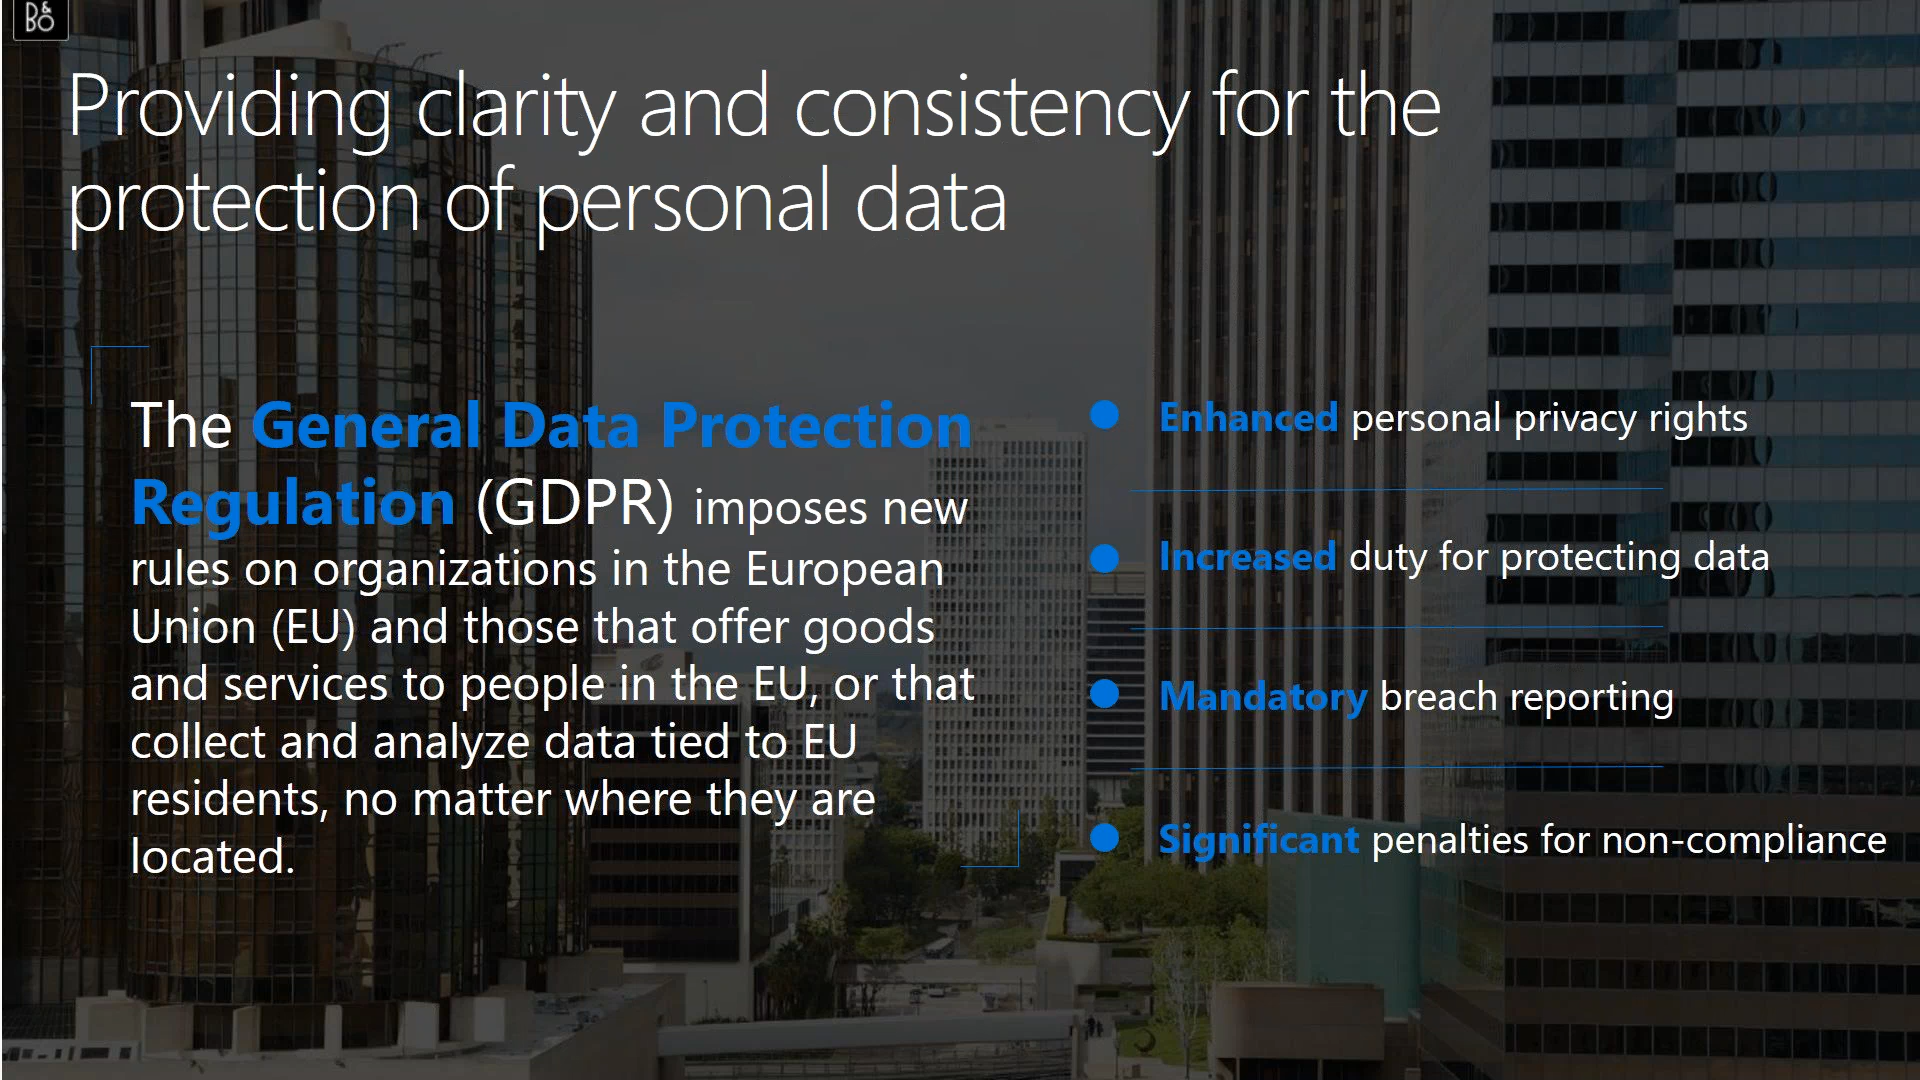 B&O
Providing clarity and consistency for the
protection of personal data
The General Data Protection
Regulation (GDPR) imposes new
rules on organizations in the European
Union (EU) and those that offer goods
and services to people in the EU, or that
collect and analyze data tied to EU
residents, no matter where they are
located.
Enhanced personal privacy rights
Increased duty for protecting data
Mandatory breach reporting
Significant penalties for non-compliance